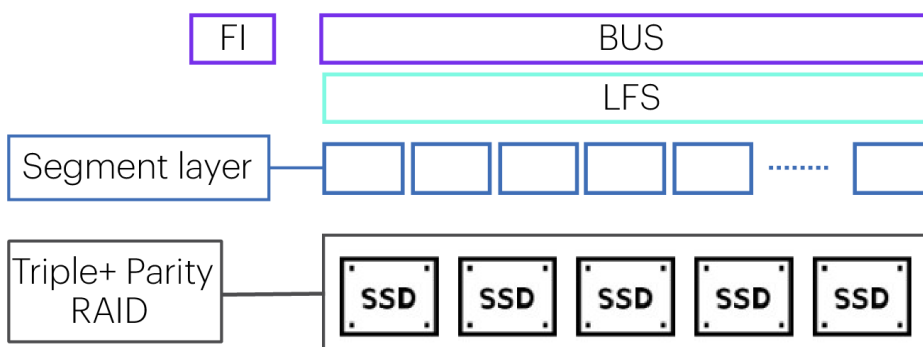 FI
BUS
LFS
Segment layer
Triple+ Parity
RAID
SSD
SSD
SSD
SSD
SSD